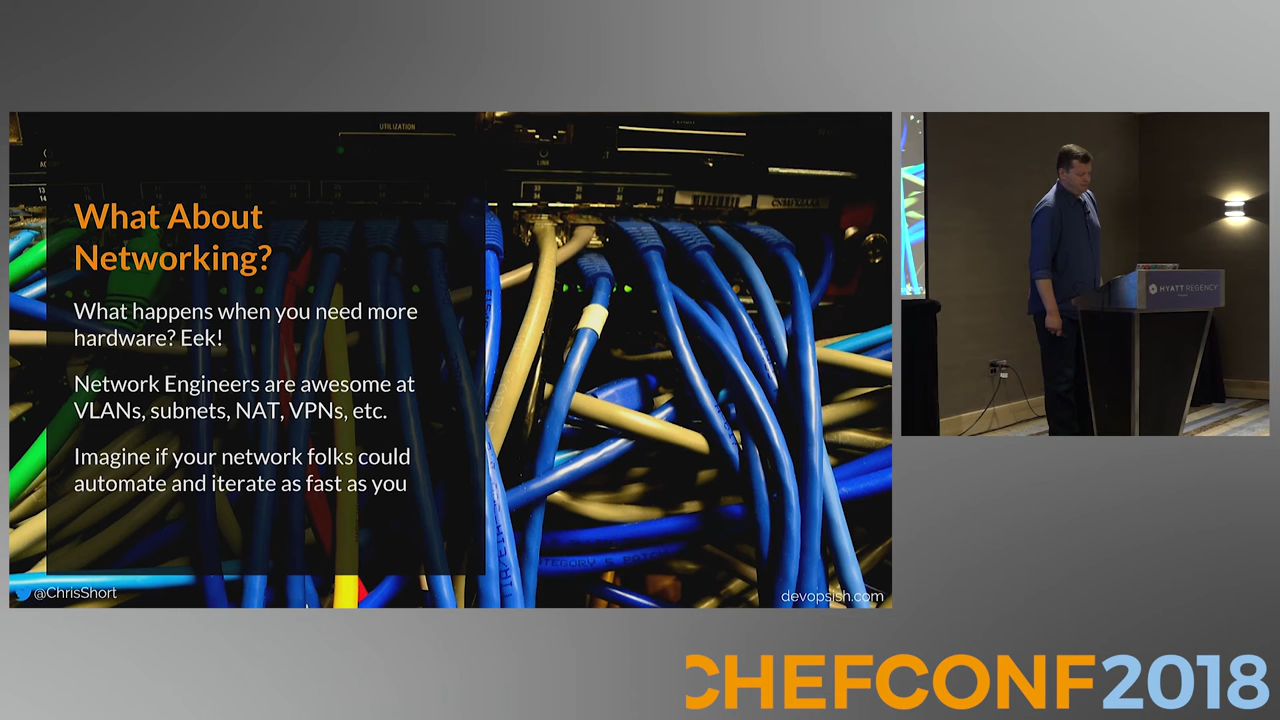 UTILIZATION
LINK
What About
Networking?
What happens when you need more
hardware? Eek!
Network Engineers are awesome at
VLANs, subnets, NAT, VPNs, etc.
Imagine if your network folks could
automate and iterate as fast as you
@ChrisShort
devopsish.com
HYATT REGENCY
CHEFCONF2018